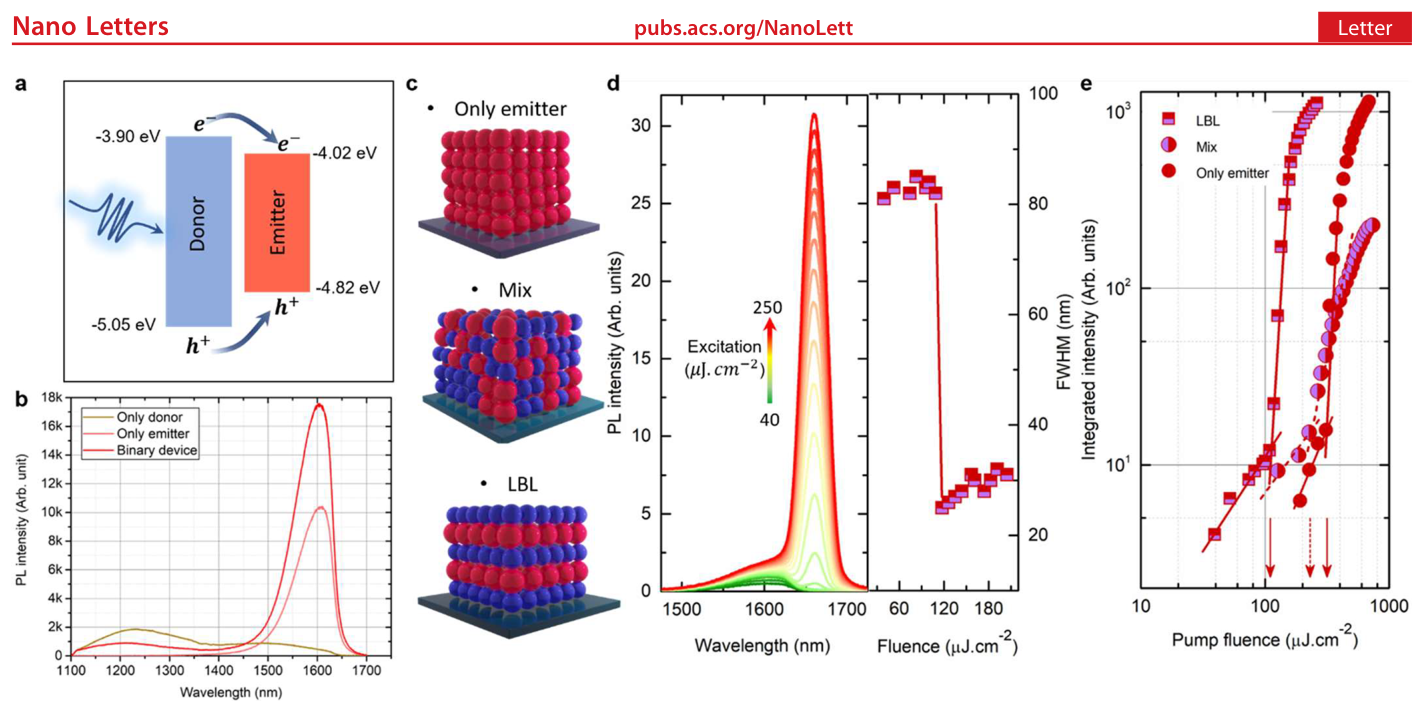 Nano Letters
pubs.acs.org/NanoLett
Letter
a
-3.90 eV
e⁻
e⁻
-4.02 eV
Donor
Emitter
-4.82 eV
h⁺
-5.05 eV
h⁺
b
18k
16k
14k
12k
10k
8k
6k
4k
2k
0
PL intensity (Arb. unit)
Only donor
Only emitter
Binary device
1100 1200 1300 1400 1500 1600 1700
Wavelength (nm)
c
• Only emitter
• Mix
• LBL
d
30
25
20
15
10
5
0
PL intensity (Arb. units)
250
Excitation
(μJ.cm⁻²)
40
1500 1600 1700
Wavelength (nm)
100
80
60
40
20
FWHM (nm)
60 120 180
Fluence (μJ.cm⁻²)
e
10³
10²
10¹
Integrated intensity (Arb. units)
LBL
Mix
Only emitter
10 100 1000
Pump fluence (μJ.cm⁻²)